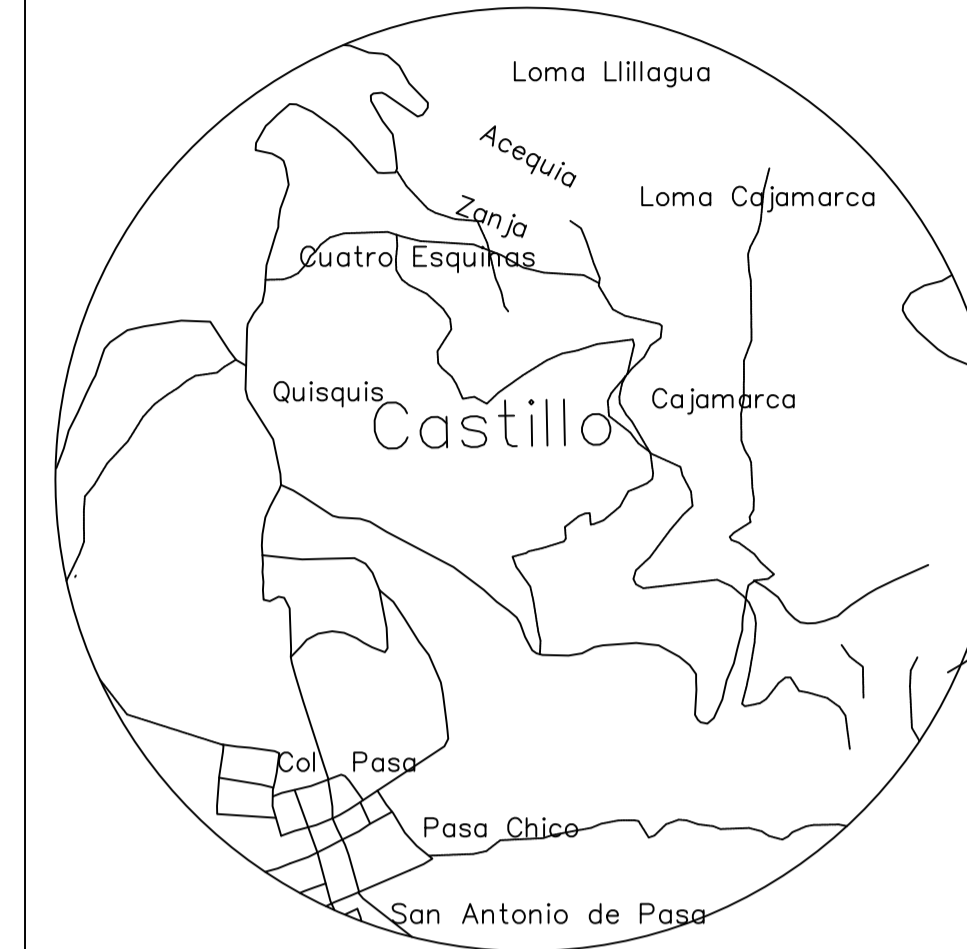 Loma Llillagua
Acequia
Loma Cajamarca
Zanja
Cuatro Esquinas
Quisquis
Cajamarca
Castillo
Col Pasa
Pasa Chico
San Antonio de Pasa